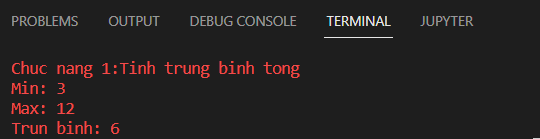 PROBLEMS OUTPUT DEBUG CONSOLE TERMINAL JUPYTER
Chuc nang 1:Tinh trung binh tong
Min: 3
Max: 12
Trun binh: 6